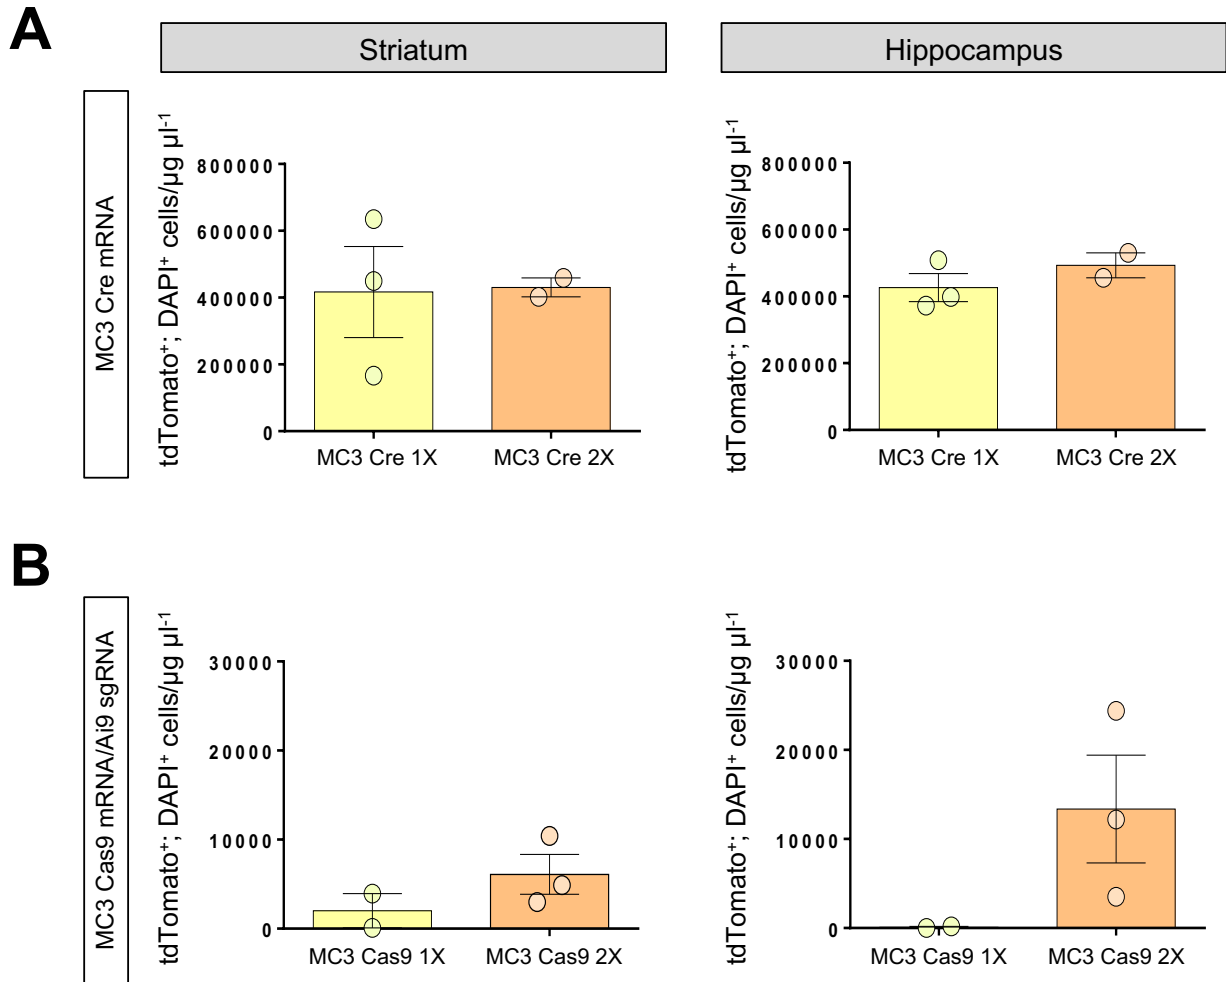 A
Striatum
Hippocampus
MC3 Cre mRNA
tdTomato⁺; DAPI⁺ cells/µg µl⁻¹
800000
600000
400000
200000
0
MC3 Cre 1X
MC3 Cre 2X
tdTomato⁺; DAPI⁺ cells/µg µl⁻¹
800000
600000
400000
200000
0
MC3 Cre 1X
MC3 Cre 2X
B
MC3 Cas9 mRNA/Ai9 sgRNA
tdTomato⁺; DAPI⁺ cells/µg µl⁻¹
30000
20000
10000
0
MC3 Cas9 1X
MC3 Cas9 2X
tdTomato⁺; DAPI⁺ cells/µg µl⁻¹
30000
20000
10000
0
MC3 Cas9 1X
MC3 Cas9 2X